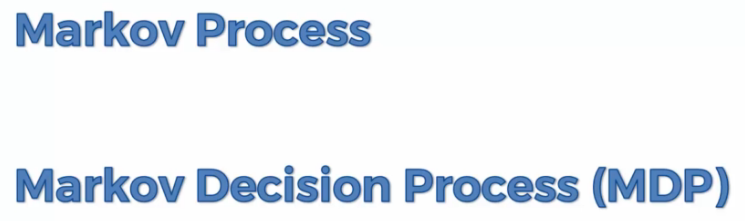 Markov Process
Markov Decision Process (MDP)